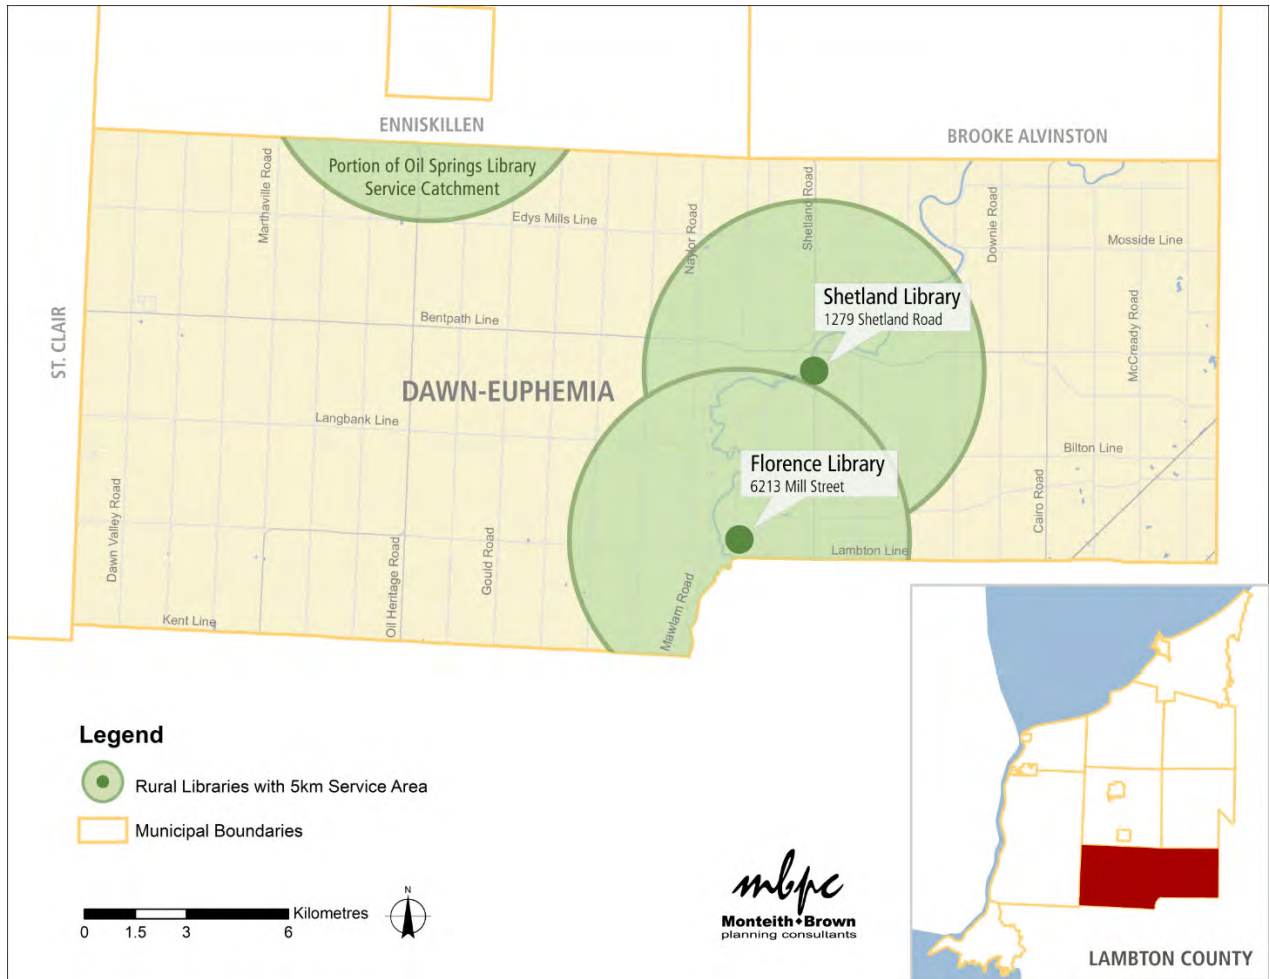 ENNISKILLEN
BROOKE ALVINSTON
Portion of Oil Springs Library
Service Catchment
Marthaville Road
Edys Mills Line
Naylor Road
Shetland Road
Downie Road
Mosside Line
Shetland Library
1279 Shetland Road
Bentpath Line
ST. CLAIR
McCready Road
DAWN-EUPHEMIA
Langbank Line
Bilton Line
Florence Library
6213 Mill Street
Dawn Valley Road
Oil Heritage Road
Gould Road
Cairo Road
Lambton Line
Mawlam Road
Kent Line
Legend
Rural Libraries with 5km Service Area
Municipal Boundaries
N
Kilometres
0 1.5 3 6
mbpc
Monteith♦Brown
planning consultants
LAMBTON COUNTY